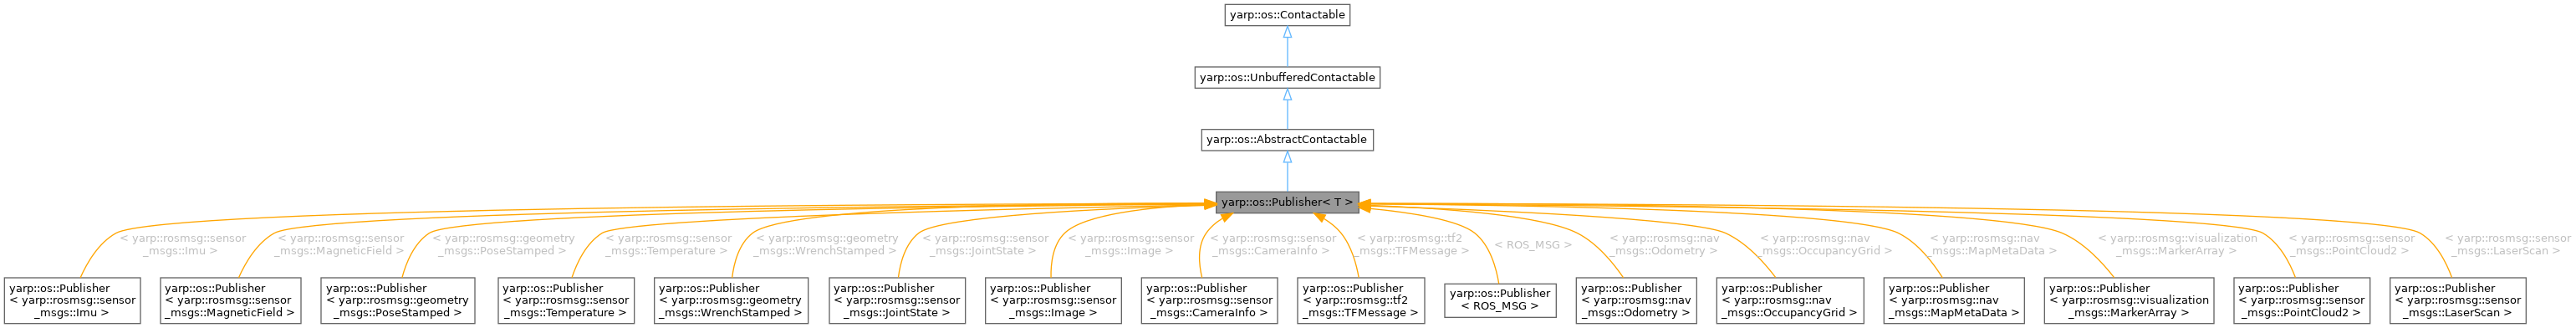 yarp::os::Contactable
yarp::os::UnbufferedContactable
yarp::os::AbstractContactable
yarp::os::Publisher< T >
< yarp::rosmsg::sensor
_msgs::Imu >
< yarp::rosmsg::sensor
_msgs::MagneticField >
< yarp::rosmsg::geometry
_msgs::PoseStamped >
< yarp::rosmsg::sensor
_msgs::Temperature >
< yarp::rosmsg::geometry
_msgs::WrenchStamped >
< yarp::rosmsg::sensor
_msgs::JointState >
< yarp::rosmsg::sensor
_msgs::Image >
< yarp::rosmsg::sensor
_msgs::CameraInfo >
< yarp::rosmsg::tf2
_msgs::TFMessage >
< ROS_MSG >
< yarp::rosmsg::nav
_msgs::Odometry >
< yarp::rosmsg::nav
_msgs::OccupancyGrid >
< yarp::rosmsg::nav
_msgs::MapMetaData >
< yarp::rosmsg::visualization
_msgs::MarkerArray >
< yarp::rosmsg::sensor
_msgs::PointCloud2 >
< yarp::rosmsg::sensor
_msgs::LaserScan >
yarp::os::Publisher
< yarp::rosmsg::sensor
_msgs::Imu >
yarp::os::Publisher
< yarp::rosmsg::sensor
_msgs::MagneticField >
yarp::os::Publisher
< yarp::rosmsg::geometry
_msgs::PoseStamped >
yarp::os::Publisher
< yarp::rosmsg::sensor
_msgs::Temperature >
yarp::os::Publisher
< yarp::rosmsg::geometry
_msgs::WrenchStamped >
yarp::os::Publisher
< yarp::rosmsg::sensor
_msgs::JointState >
yarp::os::Publisher
< yarp::rosmsg::sensor
_msgs::Image >
yarp::os::Publisher
< yarp::rosmsg::sensor
_msgs::CameraInfo >
yarp::os::Publisher
< yarp::rosmsg::tf2
_msgs::TFMessage >
yarp::os::Publisher
< ROS_MSG >
yarp::os::Publisher
< yarp::rosmsg::nav
_msgs::Odometry >
yarp::os::Publisher
< yarp::rosmsg::nav
_msgs::OccupancyGrid >
yarp::os::Publisher
< yarp::rosmsg::nav
_msgs::MapMetaData >
yarp::os::Publisher
< yarp::rosmsg::visualization
_msgs::MarkerArray >
yarp::os::Publisher
< yarp::rosmsg::sensor
_msgs::PointCloud2 >
yarp::os::Publisher
< yarp::rosmsg::sensor
_msgs::LaserScan >